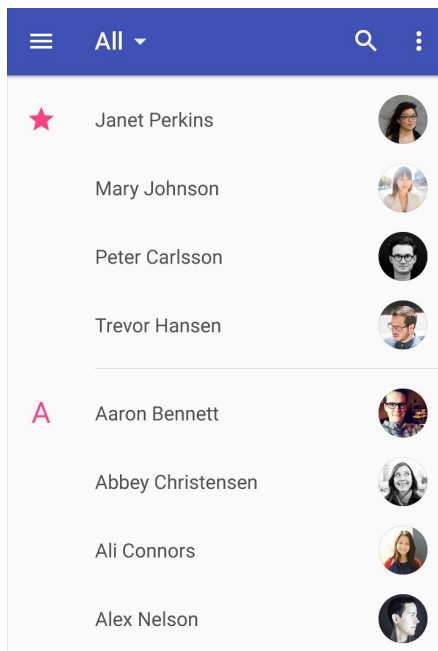 All
Janet Perkins
Mary Johnson
Peter Carlsson
Trevor Hansen
A
Aaron Bennett
Abbey Christensen
Ali Connors
Alex Nelson